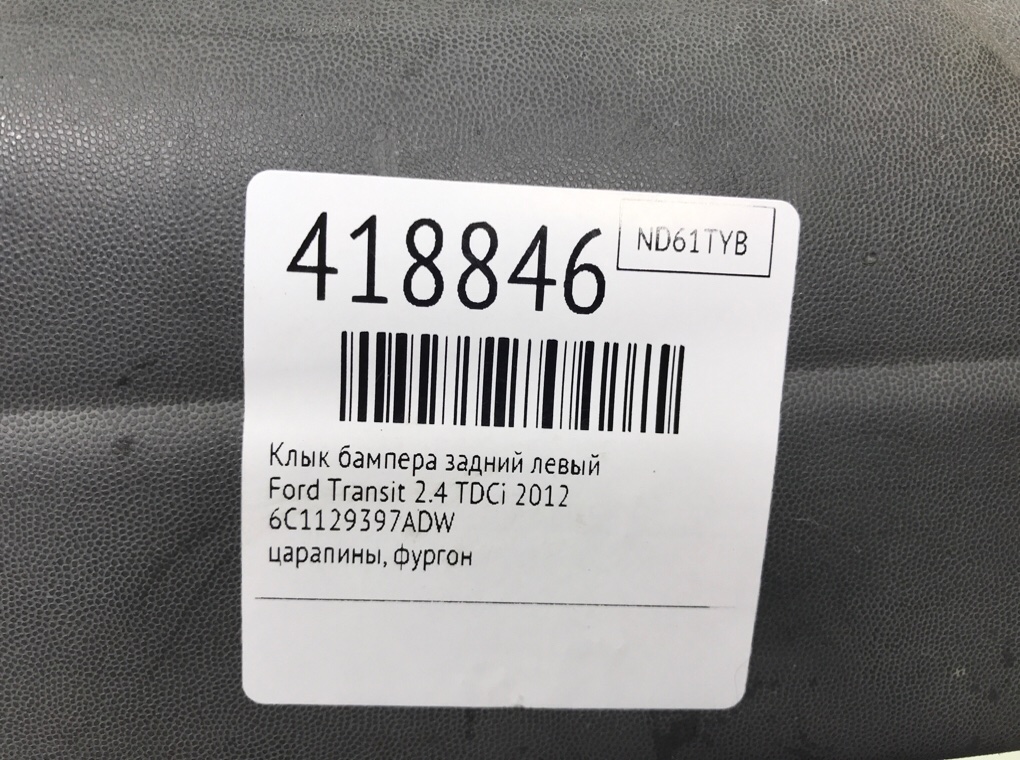 418846
ND61TYB
Клык бампера задний левый
Ford Transit 2.4 TDCi 2012
6C1129397ADW
царапины, фургон